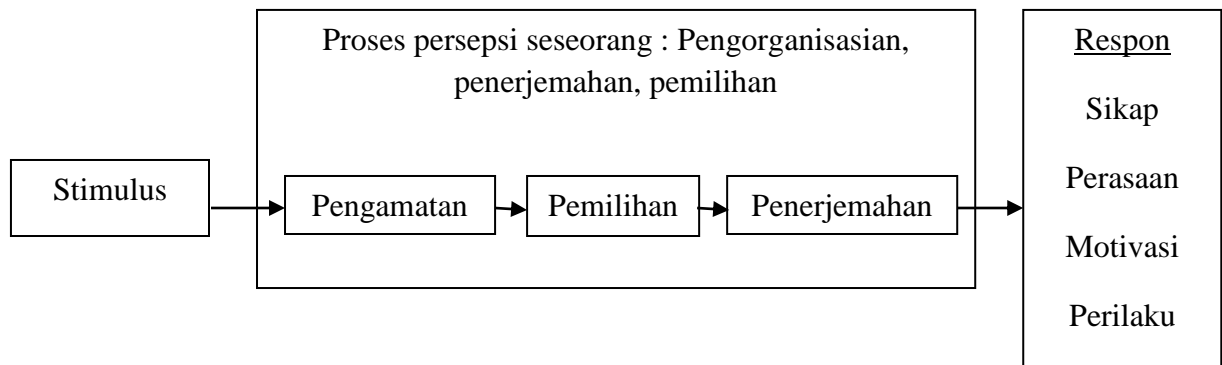 Proses persepsi seseorang : Pengorganisasian,
penerjemahan, pemilihan
Stimulus
Pengamatan
Pemilihan
Penerjemahan
Respon
Sikap
Perasaan
Motivasi
Perilaku